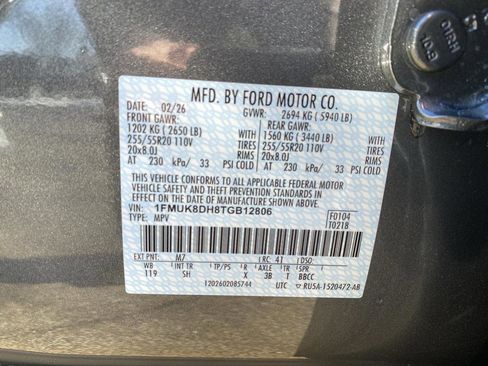 MFD. BY FORD MOTOR CO.
02/26 GVWR: 2694 KG ( 5940 LB)
FRONT GAWR: REAR GAWR:
1202 KG ( 2650 LB) 1560 KG ( 3440 LB)
255/55R20 110V TIRES 255/55R20 110V TIRES
20x8.0J RIMS 20x8.0J RIMS
AT 230 kPa/ 33 PSI COLD AT 230 kPa/ 33 PSI COLD
THIS VEHICLE CONFORMS TO ALL APPLICABLE FEDERAL MOTOR
VEHICLE SAFETY, BUMPER, AND THEFT PREVENTION STANDARDS IN
EFFECT ON THE DATE OF MANUFACTURE SHOWN ABOVE.
VIN: 1FMUK8DH8TGB12806 F0104
TYPE: MPV T0218
EXT PNT: M7 RC: 41 DSO:
WB INT TR TP/PS R AXLE TR SPR
119 SH X 3B T BBCC
1202602085744 UTC RU5A-1520472-AB